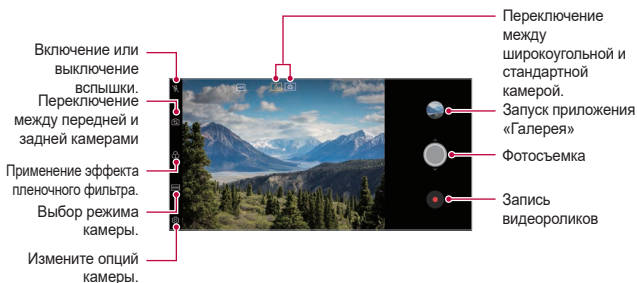 Включение или
выключение
вспышки.
Переключение
между передней и
задней камерами
Применение эффекта
пленочного фильтра.
Выбор режима
камеры.
Измените опций
камеры.
Переключение
между
широкоугольной и
стандартной
камерой.
Запуск приложения
«Галерея»
Фотосъемка
Запись
видеороликов